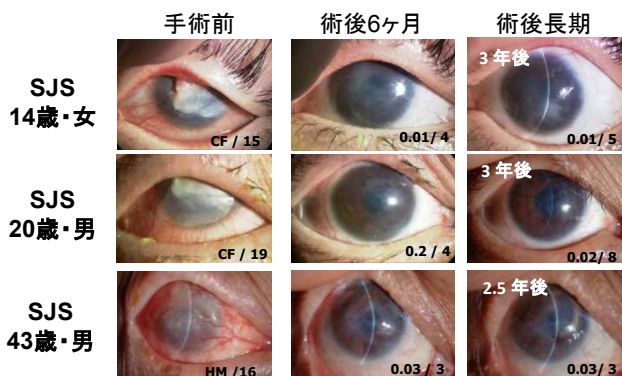 手術前 術後6ヶ月 術後長期
SJS
14歳・女
CF / 15
0.01/ 4
3 年後
0.01/ 5
SJS
20歳・男
CF / 19
0.2 / 4
3 年後
0.02/ 8
SJS
43歳・男
HM /16
0.03 / 3
2.5 年後
0.03/ 3